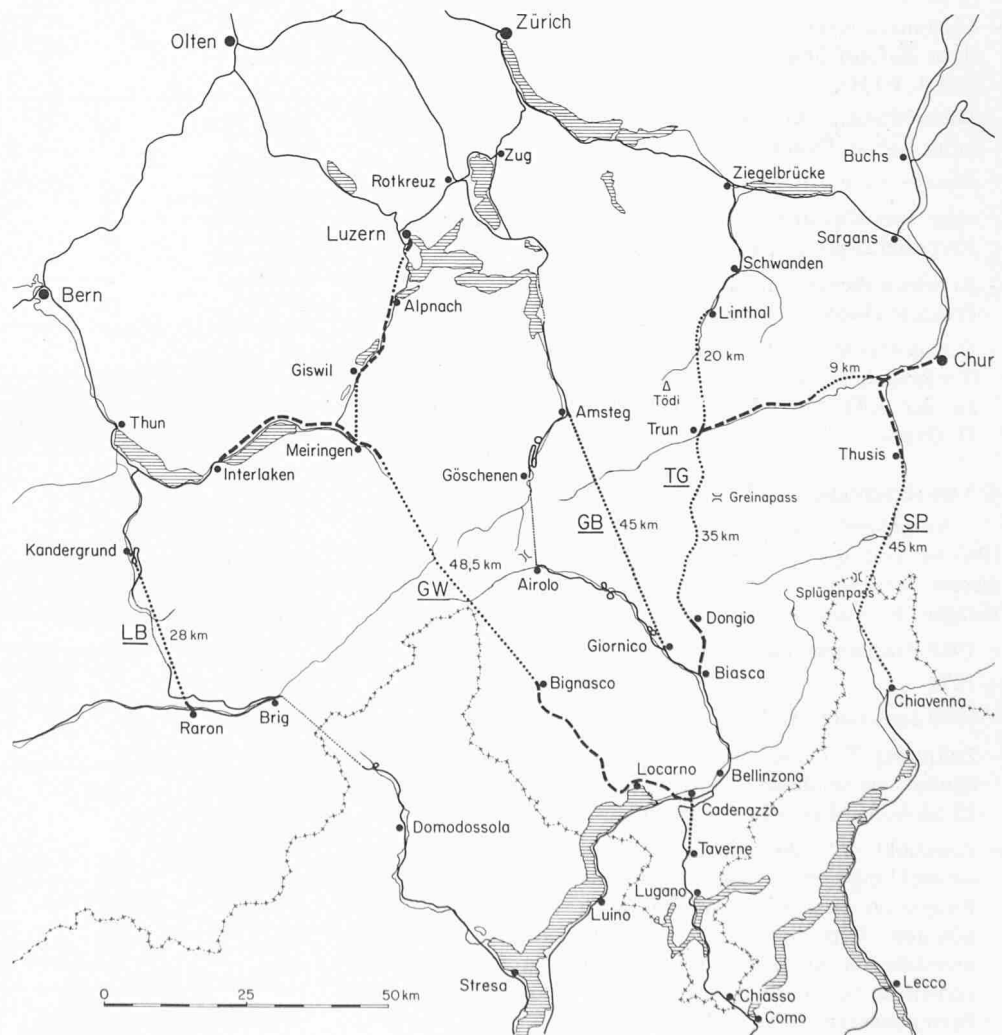 Zürich
Olten
Zug
Buchs
Rotkreuz
Ziegelbrücke
Luzern
Sargans
Schwanden
Bern
Alpnach
Linthal
20 km
Chur
Giswil
9 km
Tödi
Thun
Amsteg
Trun
Meiringen
Thusis
Interlaken
Göschenen
TG
Greinapass
GB
45 km
SP
35 km
45 km
Kandergrund
48,5 km
Airolo
Splügenpass
GW
Dongio
LB
28 km
Giornico
Biasca
Bignasco
Chiavenna
Brig
Raron
Locarno
Bellinzona
Cadenazzo
Domodossola
Taverne
Lugano
Luino
Stresa
Lecco
0 25 50 km
Chiasso
Como